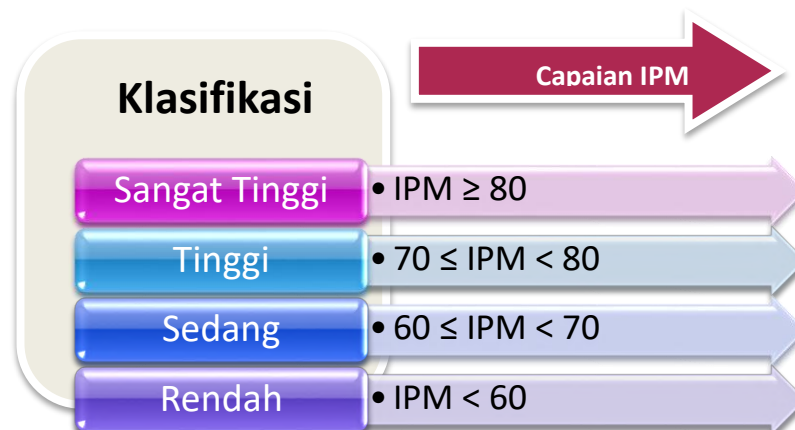 Klasifikasi
Capaian IPM
Sangat Tinggi
• IPM ≥ 80
Tinggi
• 70 ≤ IPM < 80
Sedang
• 60 ≤ IPM < 70
Rendah
• IPM < 60